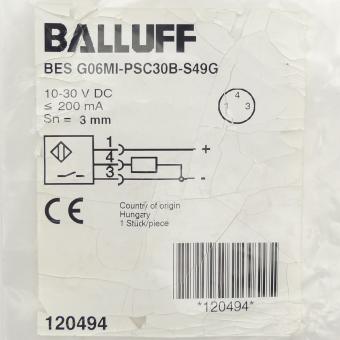 BALLUFF
BES G06MI-PSC30B-S49G
10-30 V DC
≤ 200 mA
Sn = 3 mm
4
1 3
1 +
4
3 -
CE
Country of origin
Hungary
1 Stück/piece
*120494*
120494